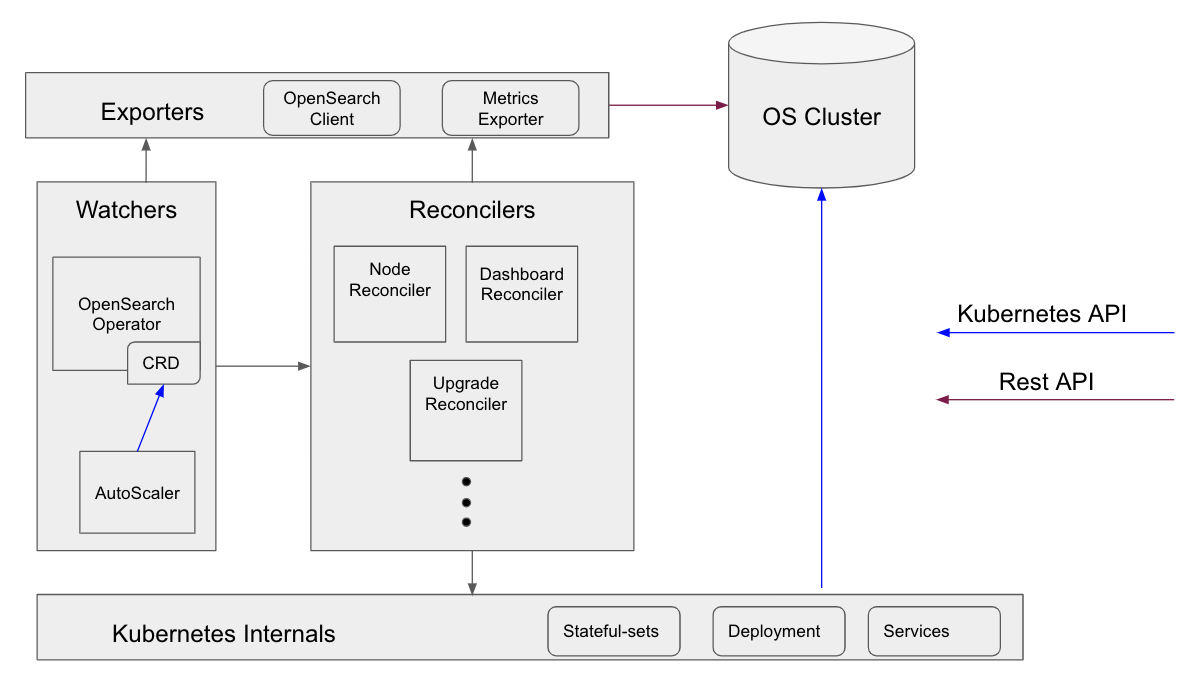 Exporters
OpenSearch
Client
Metrics
Exporter
OS Cluster
Watchers
OpenSearch
Operator
CRD
AutoScaler
Reconcilers
Node
Reconciler
Dashboard
Reconciler
Upgrade
Reconciler
Kubernetes API
Rest API
Kubernetes Internals
Stateful-sets
Deployment
Services